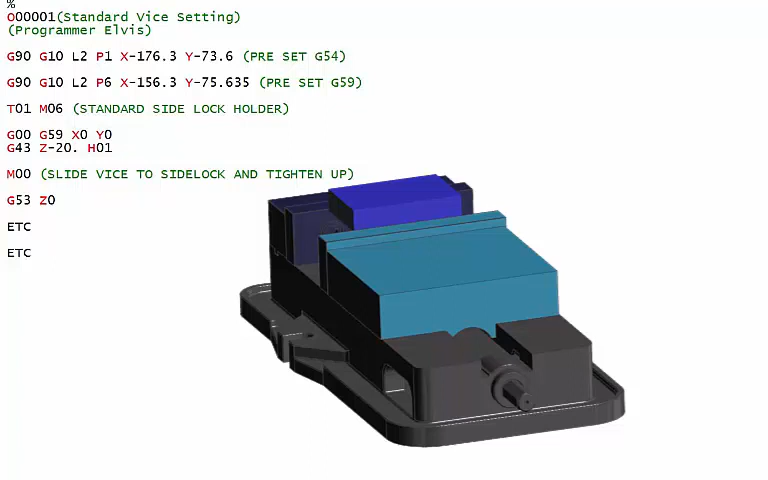 %
O00001(Standard Vice Setting)
(Programmer Elvis)
G90 G10 L2 P1 X-176.3 Y-73.6 (PRE SET G54)
G90 G10 L2 P6 X-156.3 Y-75.635 (PRE SET G59)
T01 M06 (STANDARD SIDE LOCK HOLDER)
G00 G59 X0 Y0
G43 Z-20. H01
M00 (SLIDE VICE TO SIDELOCK AND TIGHTEN UP)
G53 Z0
ETC
ETC